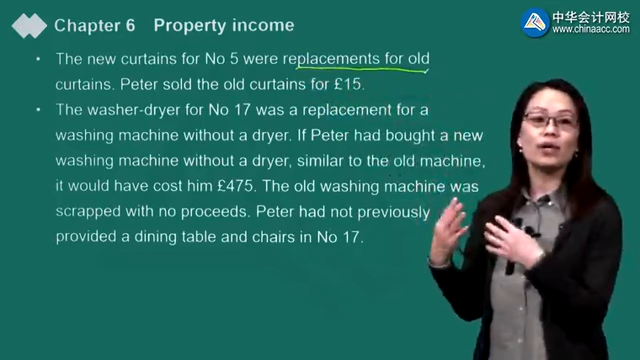 中华会计网校
www.chinaacc.com
Chapter 6 Property income
• The new curtains for No 5 were replacements for old
curtains. Peter sold the old curtains for £15.
• The washer-dryer for No 17 was a replacement for a
washing machine without a dryer. If Peter had bought a new
washing machine without a dryer, similar to the old machine,
it would have cost him £475. The old washing machine was
scrapped with no proceeds. Peter had not previously
provided a dining table and chairs in No 17.